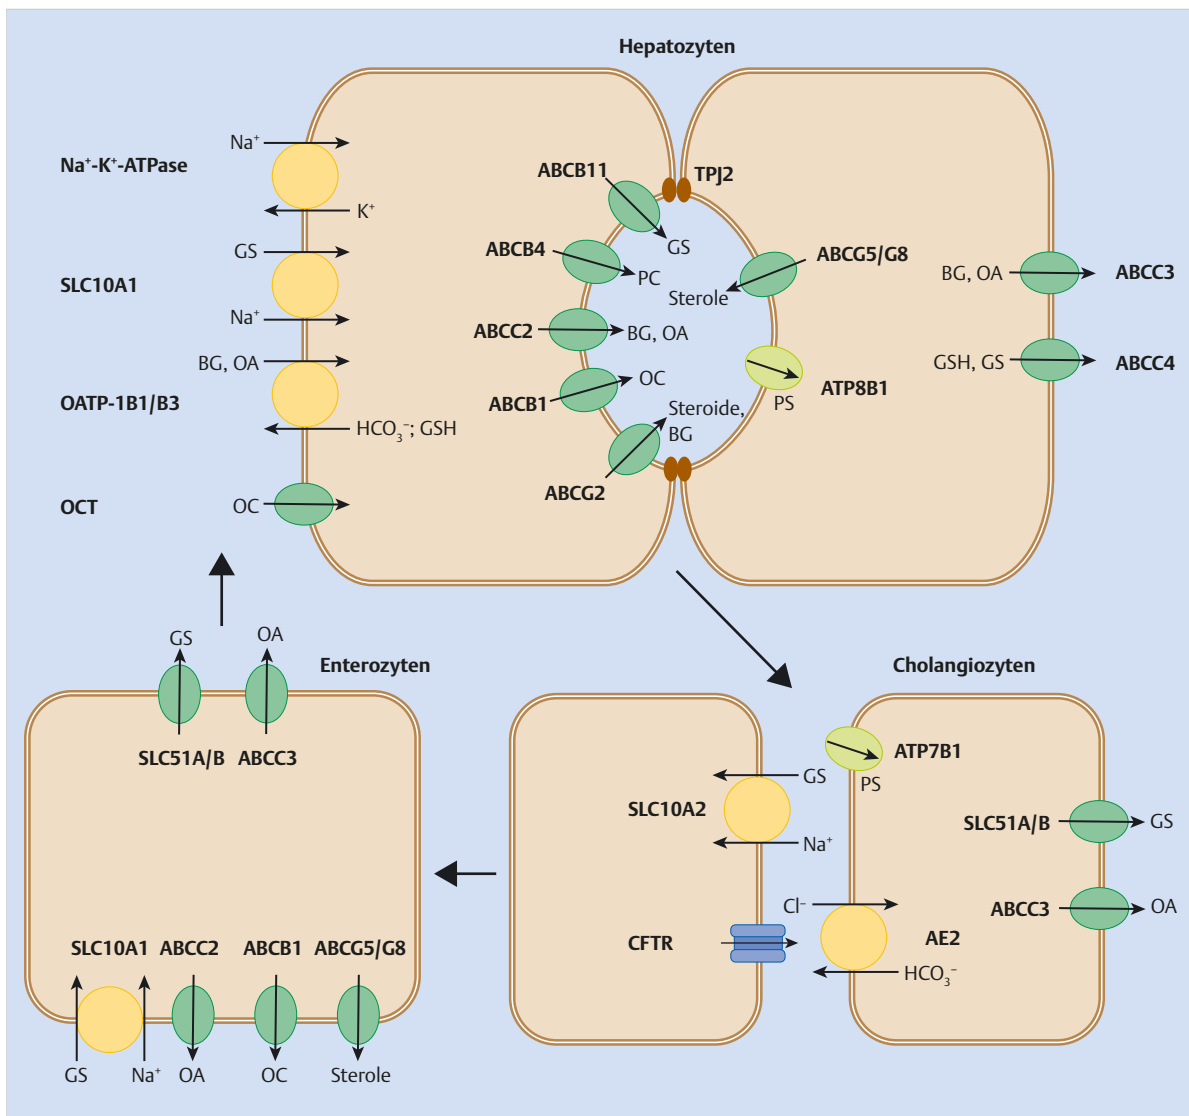 Hepatozyten
Na⁺-K⁺-ATPase
Na⁺
K⁺
SLC10A1
GS
Na⁺
OATP-1B1/B3
BG, OA
HCO₃⁻; GSH
OCT
OC
ABCB11
GS
ABCB4
PC
ABCC2
BG, OA
ABCB1
OC
ABCG2
Steroide,
BG
TPJ2
ABCG5/G8
Sterole
ATP8B1
PS
BG, OA
ABCC3
GSH, GS
ABCC4
Enterozyten
GS
OA
SLC51A/B
ABCC3
SLC10A1
ABCC2
ABCB1
ABCG5/G8
GS
Na⁺
OA
OC
Sterole
Cholangiozyten
SLC10A2
GS
Na⁺
CFTR
ATP7B1
PS
SLC51A/B
GS
ABCC3
OA
Cl⁻
AE2
HCO₃⁻